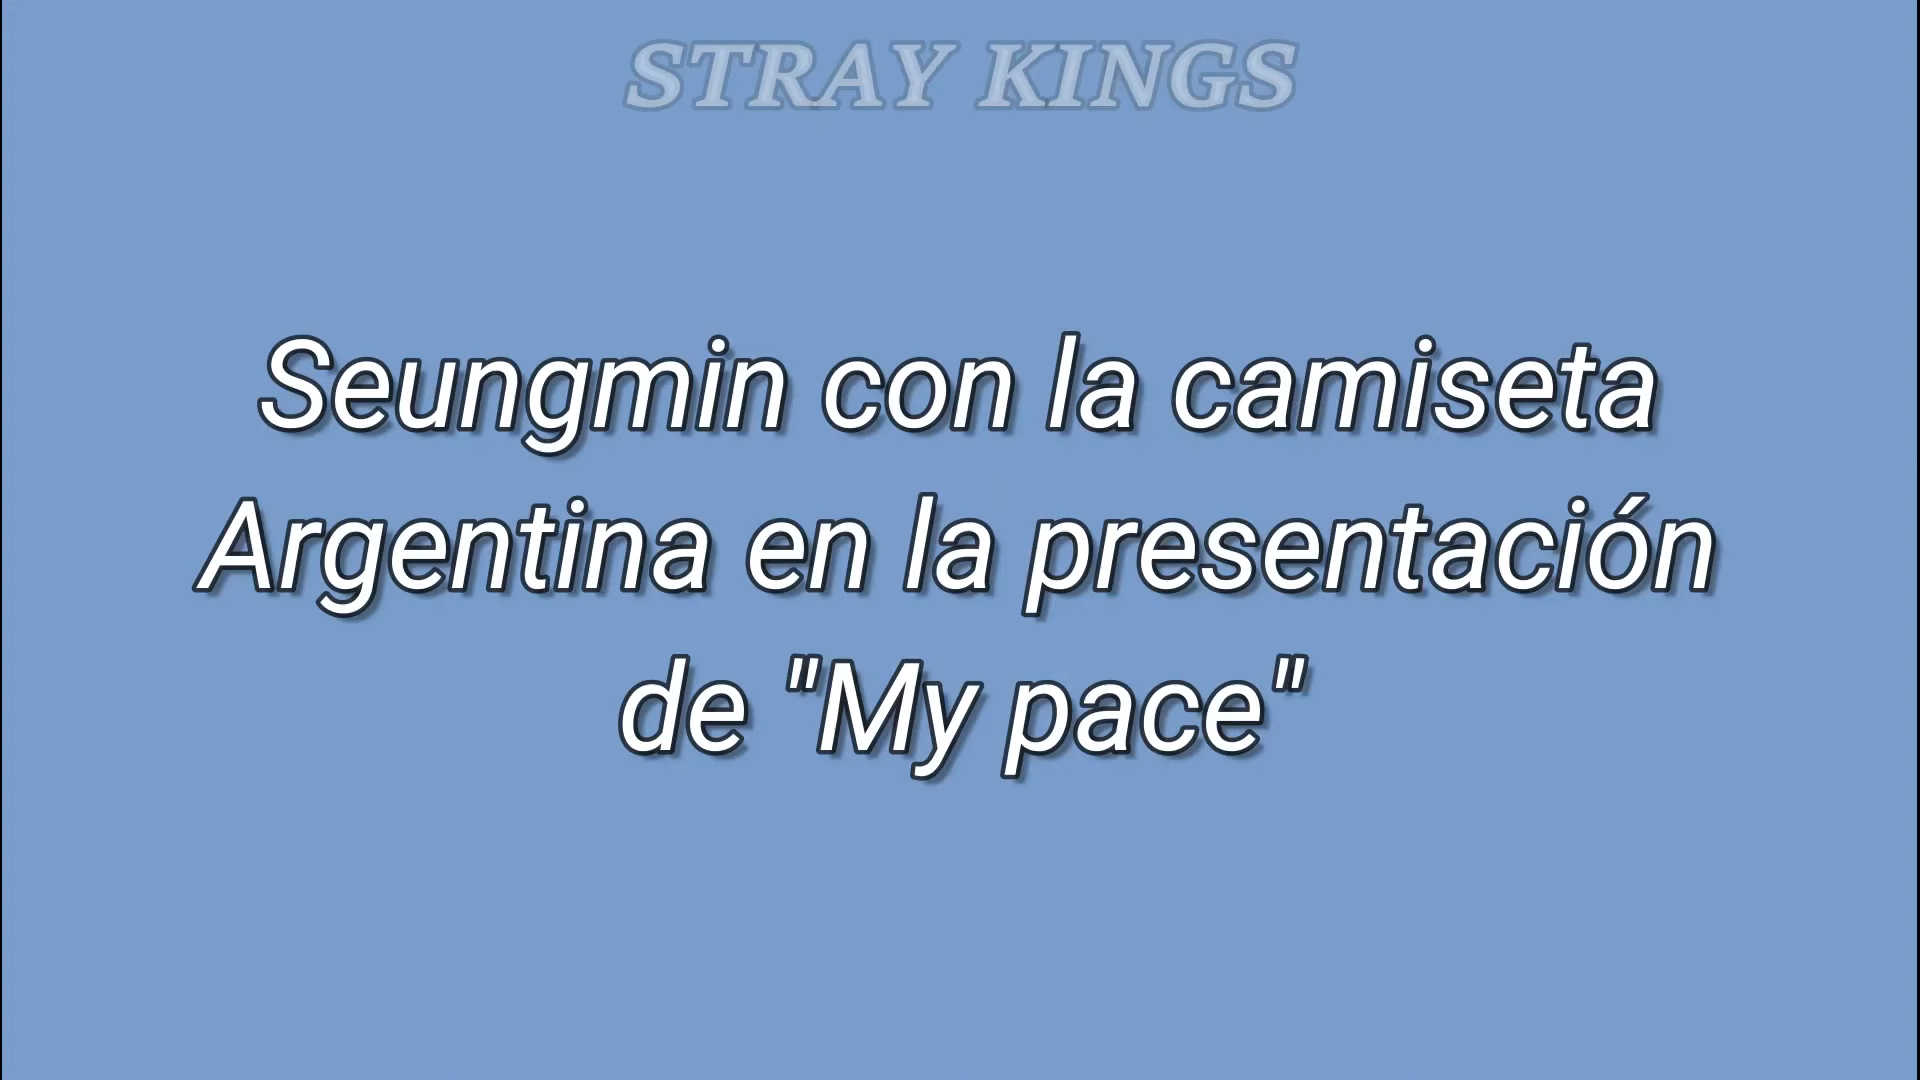 STRAY KINGS
Seungmin con la camiseta
Argentina en la presentación
de "My pace"